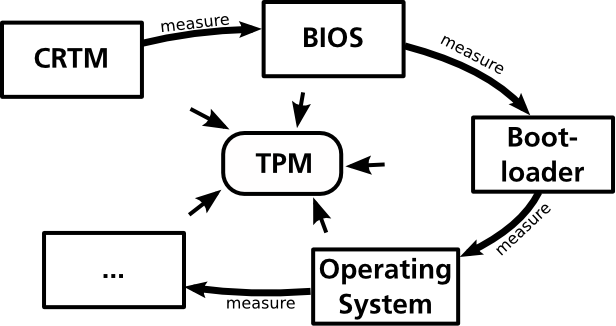 CRTM
measure
BIOS
measure
Boot-
loader
measure
Operating
System
measure
...
TPM